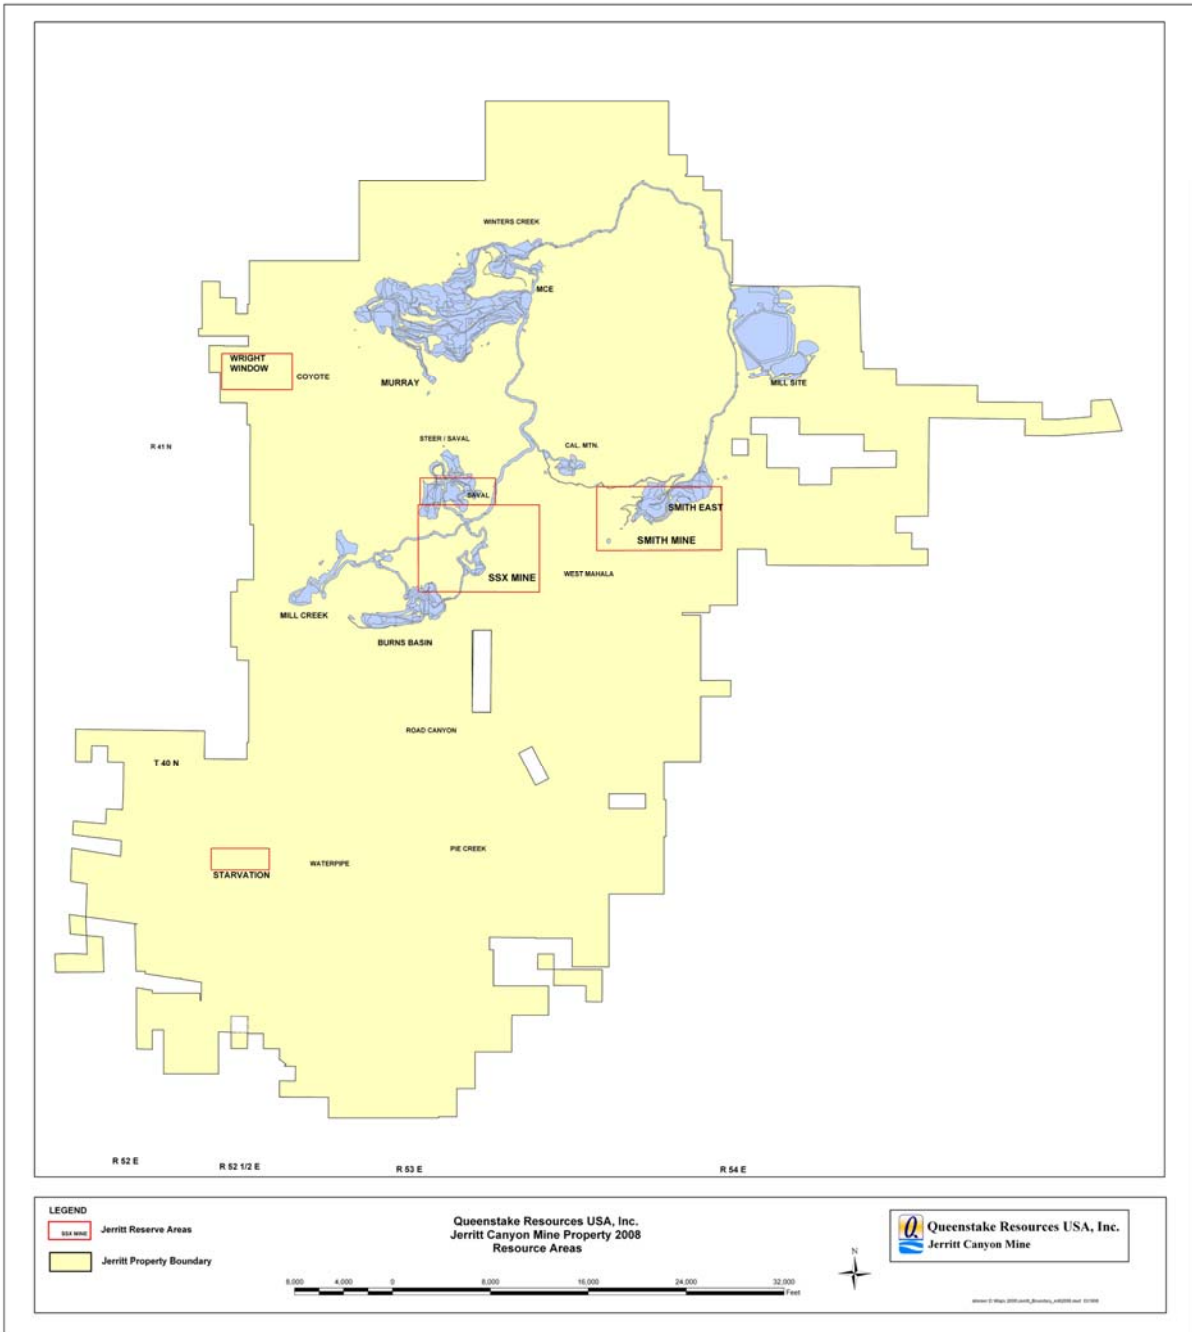 WINTERS CREEK
MCE
WRIGHT
WINDOW
COYOTE
MURRAY
MILL SITE
R 41 N
STEER / SAVAL
CAL. MTN.
SAVAL
SMITH EAST
SMITH MINE
SSX MINE
WEST MAHALA
MILL CREEK
BURNS BASIN
ROAD CANYON
T 40 N
PIE CREEK
WATERPIPE
STARVATION
R 52 E
R 52 1/2 E
R 53 E
R 54 E
LEGEND
SSX MINE
Jerritt Reserve Areas
Jerritt Property Boundary
Queenstake Resources USA, Inc.
Jerritt Canyon Mine Property 2008
Resource Areas
8,000 4,000 0 8,000 16,000 24,000 32,000
Feet
N
Q
Queenstake Resources USA, Inc.
Jerritt Canyon Mine